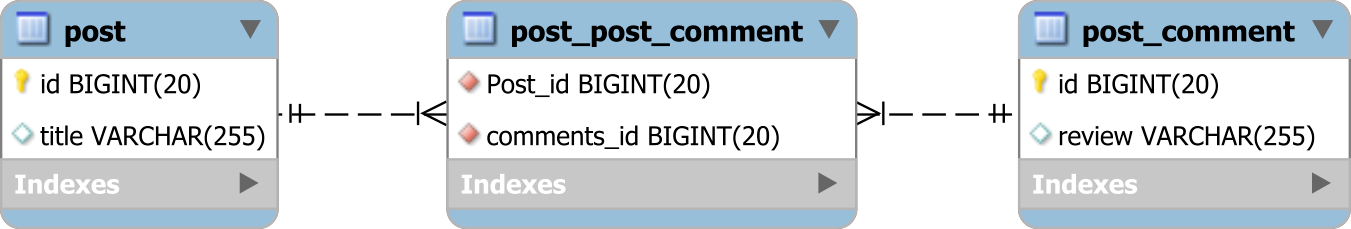 post
id BIGINT(20)
title VARCHAR(255)
Indexes
post_post_comment
Post_id BIGINT(20)
comments_id BIGINT(20)
Indexes
post_comment
id BIGINT(20)
review VARCHAR(255)
Indexes